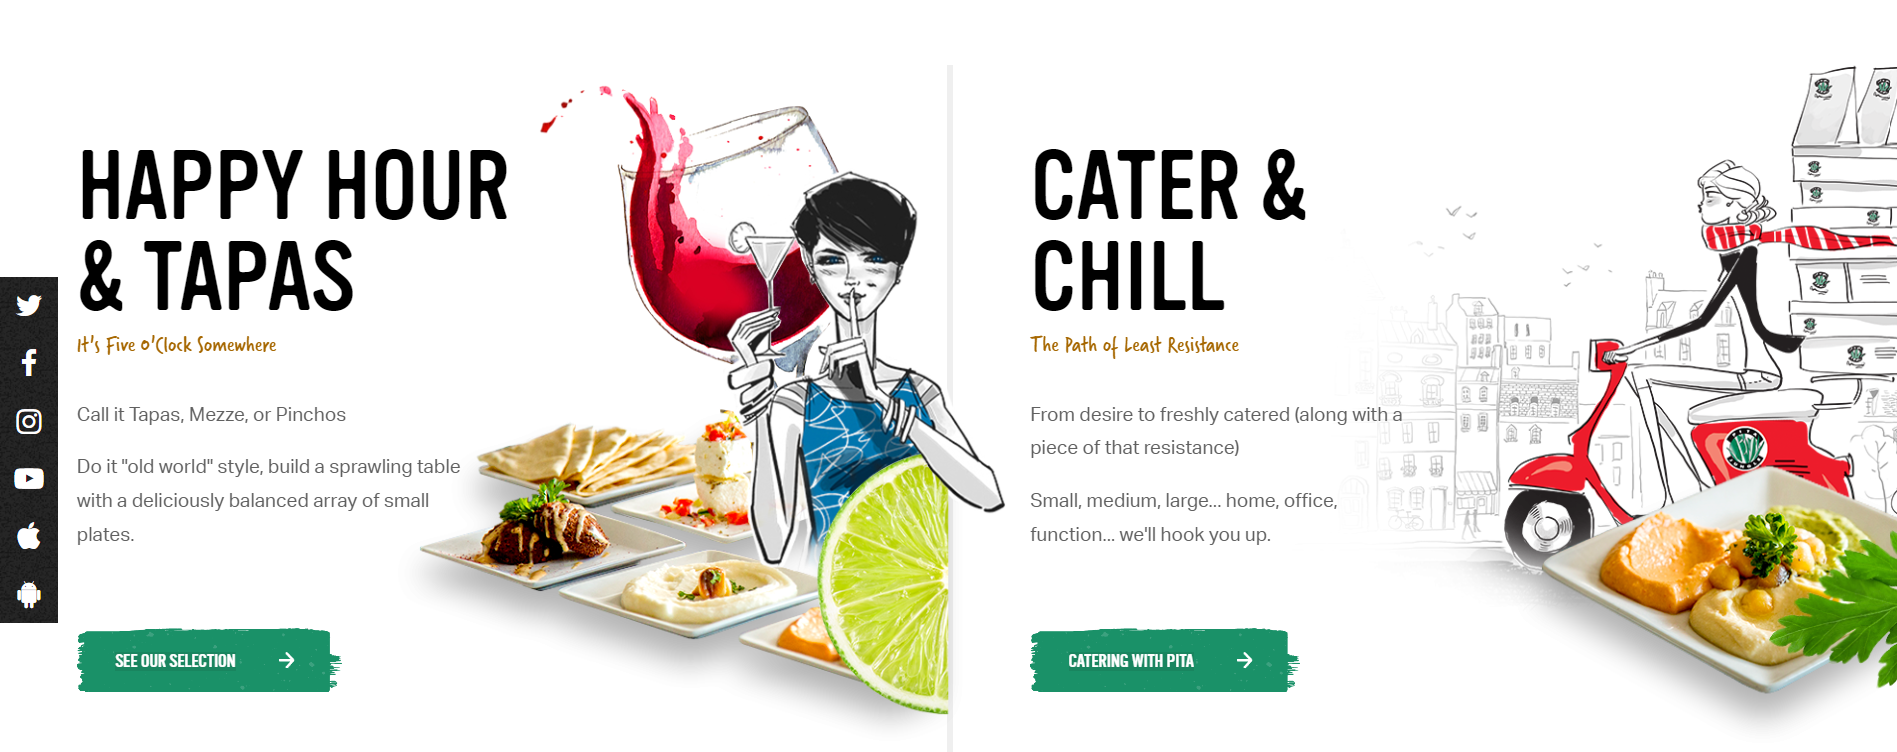 HAPPY HOUR
& TAPAS
It's Five O'Clock Somewhere
Call it Tapas, Mezze, or Pinchos
Do it "old world" style, build a sprawling table
with a deliciously balanced array of small
plates.
SEE OUR SELECTION
CATER &
CHILL
The Path of Least Resistance
From desire to freshly catered (along with a
piece of that resistance)
Small, medium, large... home, office,
function... we'll hook you up.
CATERING WITH PITA